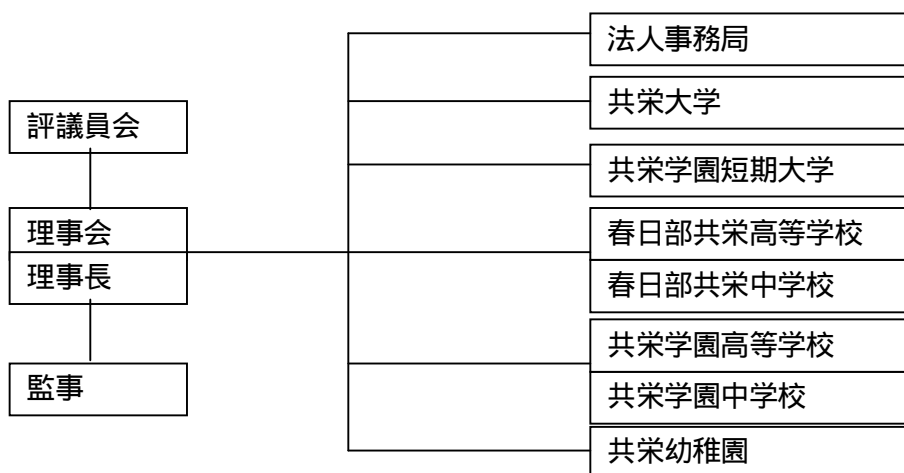 評議員会
理事会
理事長
監事
法人事務局
共栄大学
共栄学園短期大学
春日部共栄高等学校
春日部共栄中学校
共栄学園高等学校
共栄学園中学校
共栄幼稚園